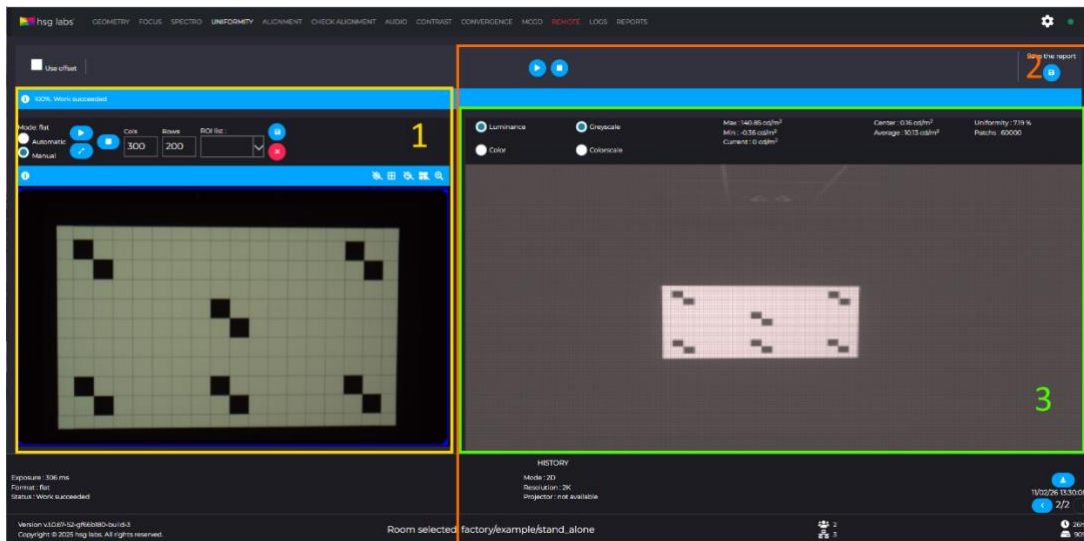 hsg labs GEOMETRY FOCUS SPECTRO UNIFORMITY ALIGNMENT CHECK ALIGNMENT AUDIO CONTRAST CONVERGENCE MCGD REMOTE LOGS REPORTS
Use offset
Save the report
2
100% Work succeeded
Mode: flat
Automatic
Manual
Cols
300
Rows
200
ROI list :
1
Luminance
Greyscale
Color
Colorscale
Max : 140.85 cd/m²
Min : -0.36 cd/m²
Current : 0 cd/m²
Center : 0.16 cd/m²
Average : 10.13 cd/m²
Uniformity : 7.19 %
Patchs : 60000
3
Exposure : 306 ms
Format : flat
Status : Work succeeded
HISTORY
Mode : 2D
Resolution : 2K
Projector : not available
11/02/26 13:30:0
2/2
Copyright © 2025 hsg labs. All rights reserved.
Room selected: factory/example/stand_alone
2
3
26
90